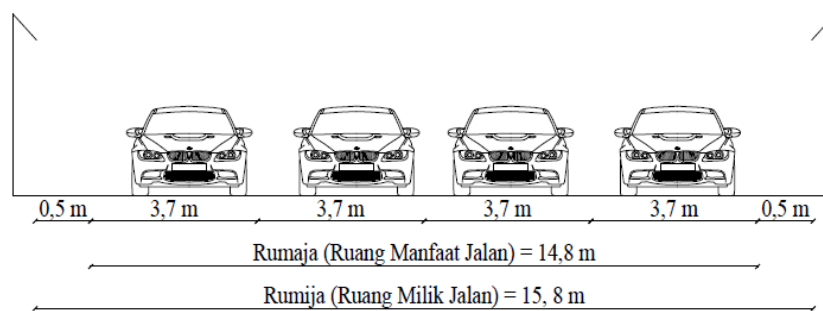 0,5 m 3,7 m 3,7 m 3,7 m 3,7 m 0,5 m
Rumaja (Ruang Manfaat Jalan) = 14,8 m
Rumija (Ruang Milik Jalan) = 15, 8 m